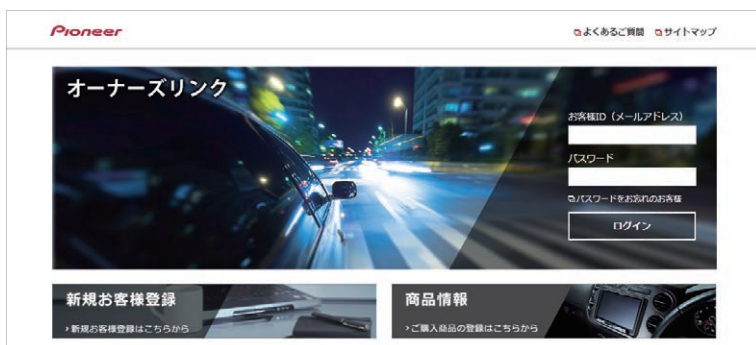 Pioneer
よくあるご質問 サイトマップ
オーナーズリンク
お客様ID（メールアドレス）
パスワード
パスワードをお忘れのお客様
ログイン
新規お客様登録
>新規お客様登録はこちらから
商品情報
>ご購入商品の登録はこちらから